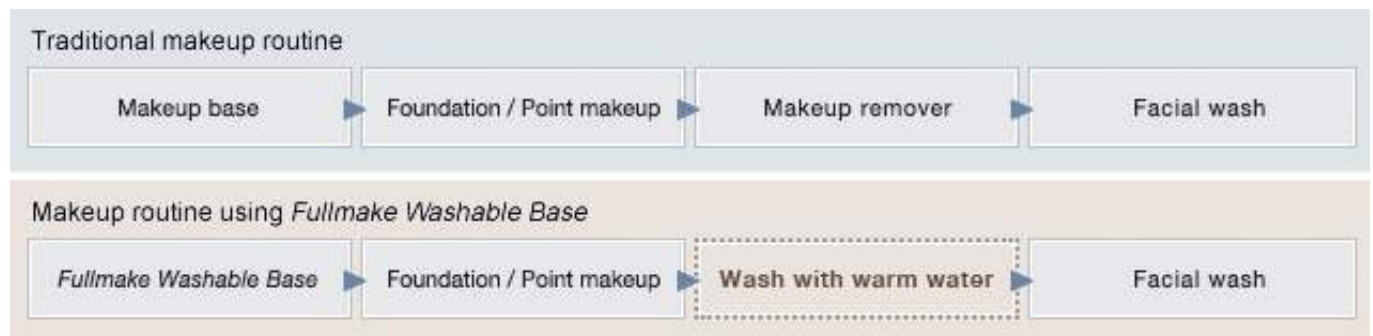 Traditional makeup routine
Makeup base
Foundation / Point makeup
Makeup remover
Facial wash
Makeup routine using Fullmake Washable Base
Fullmake Washable Base
Foundation / Point makeup
Wash with warm water
Facial wash